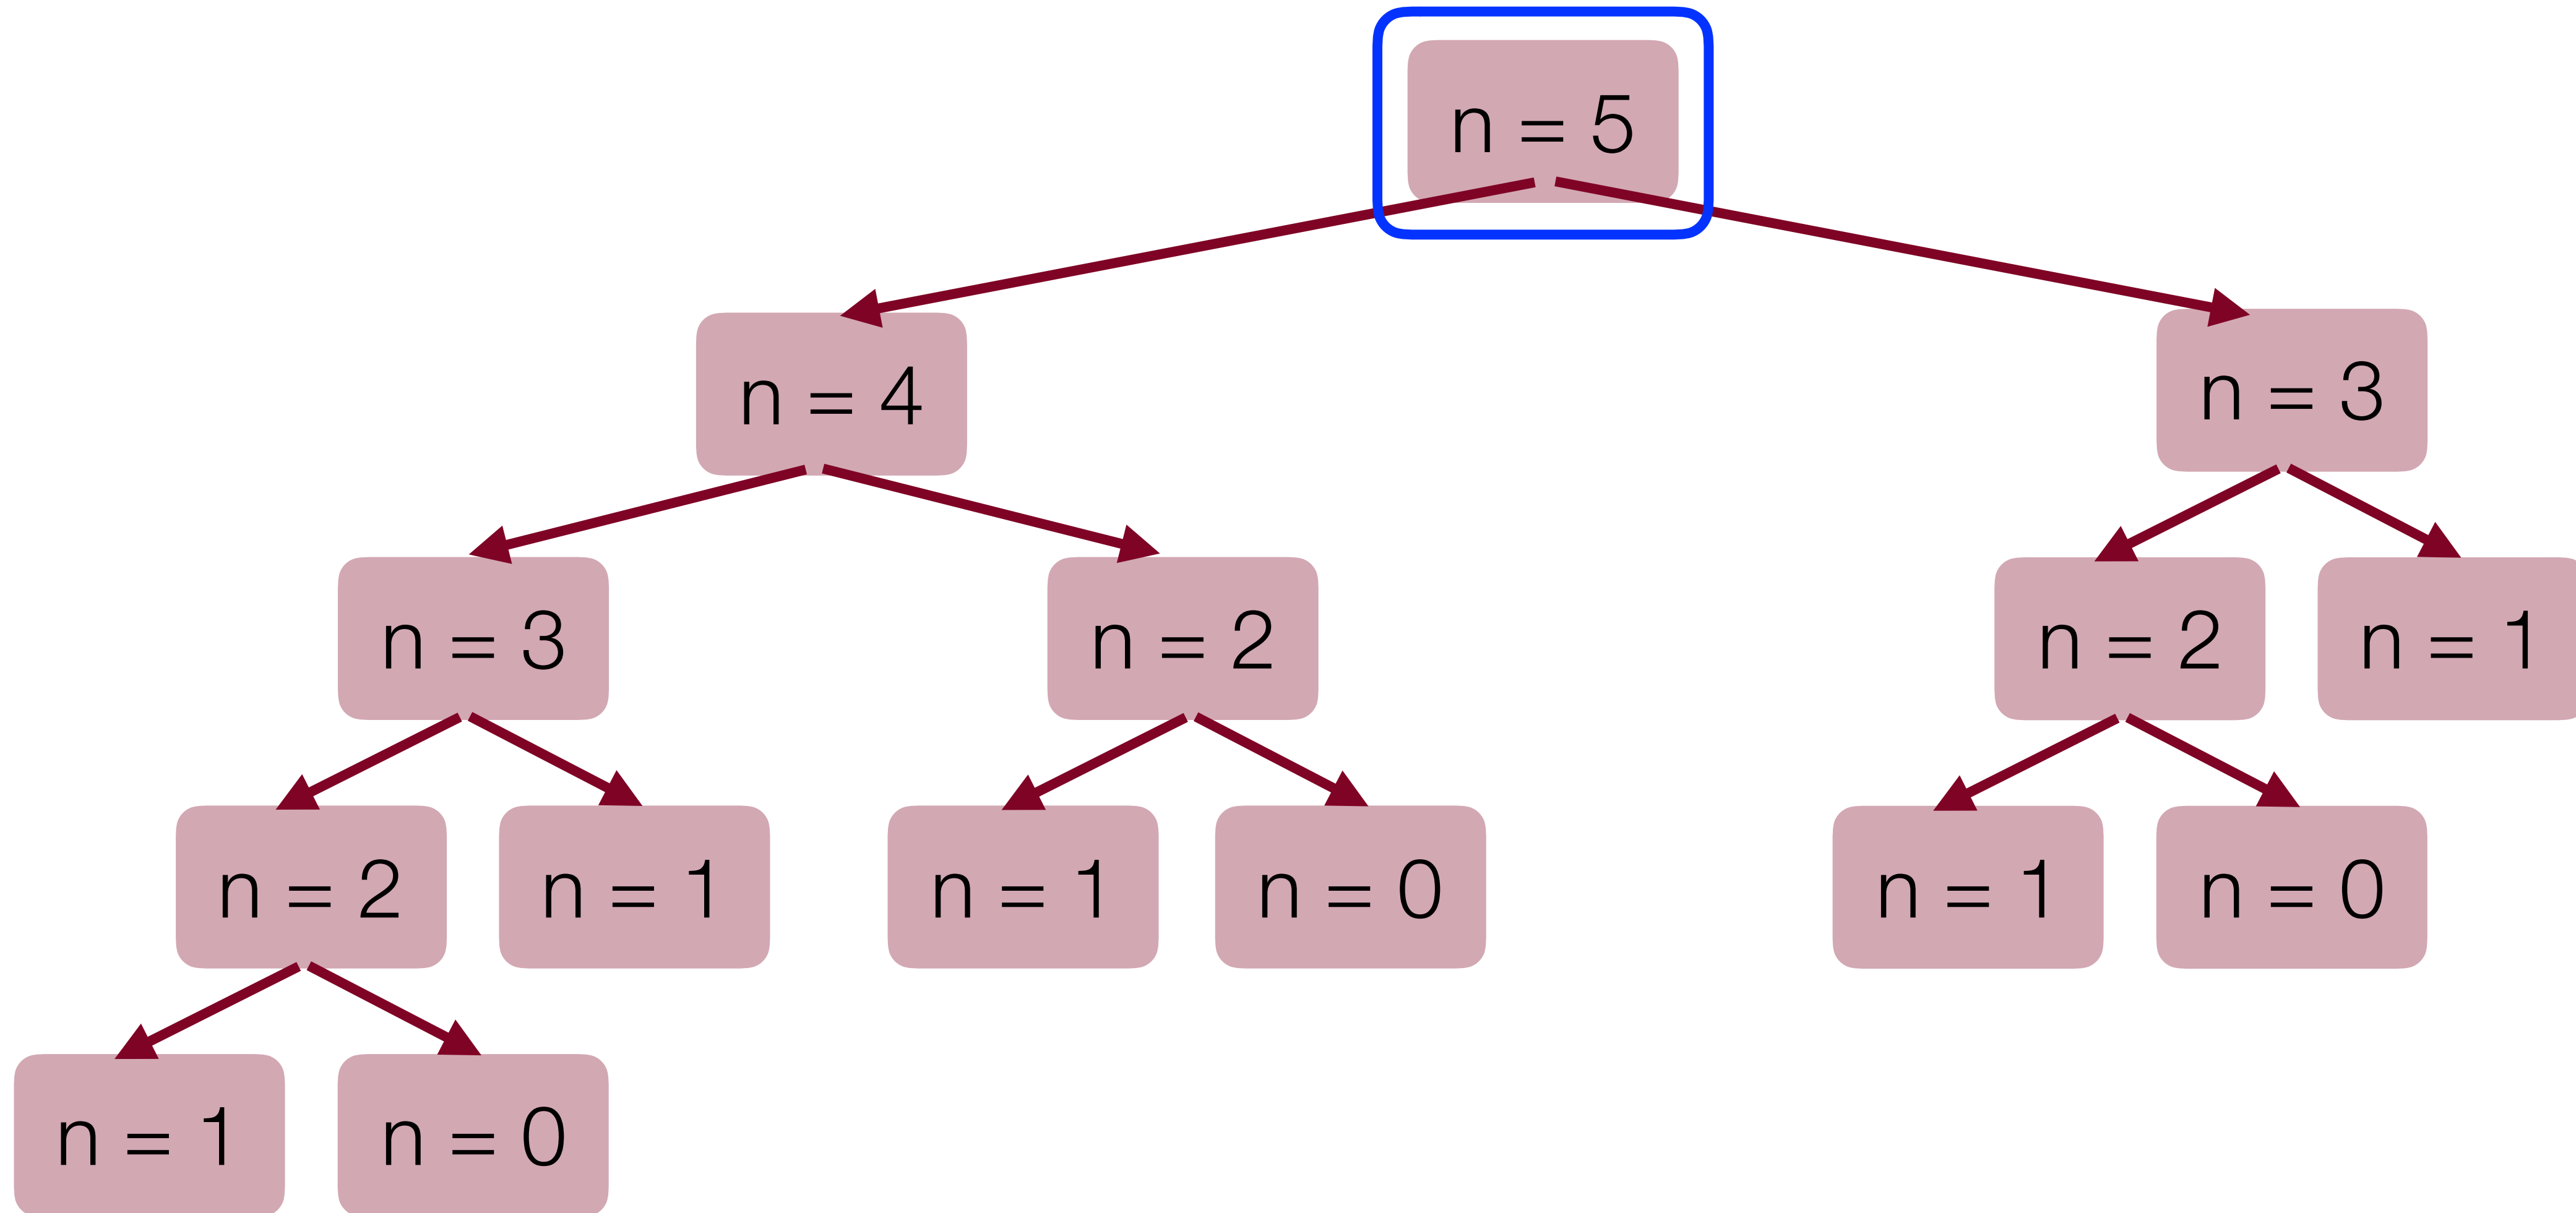 n = 5
n = 4
n = 3
n = 3
n = 2
n = 2
n = 1
n = 2
n = 1
n = 1
n = 0
n = 1
n = 0
n = 1
n = 0